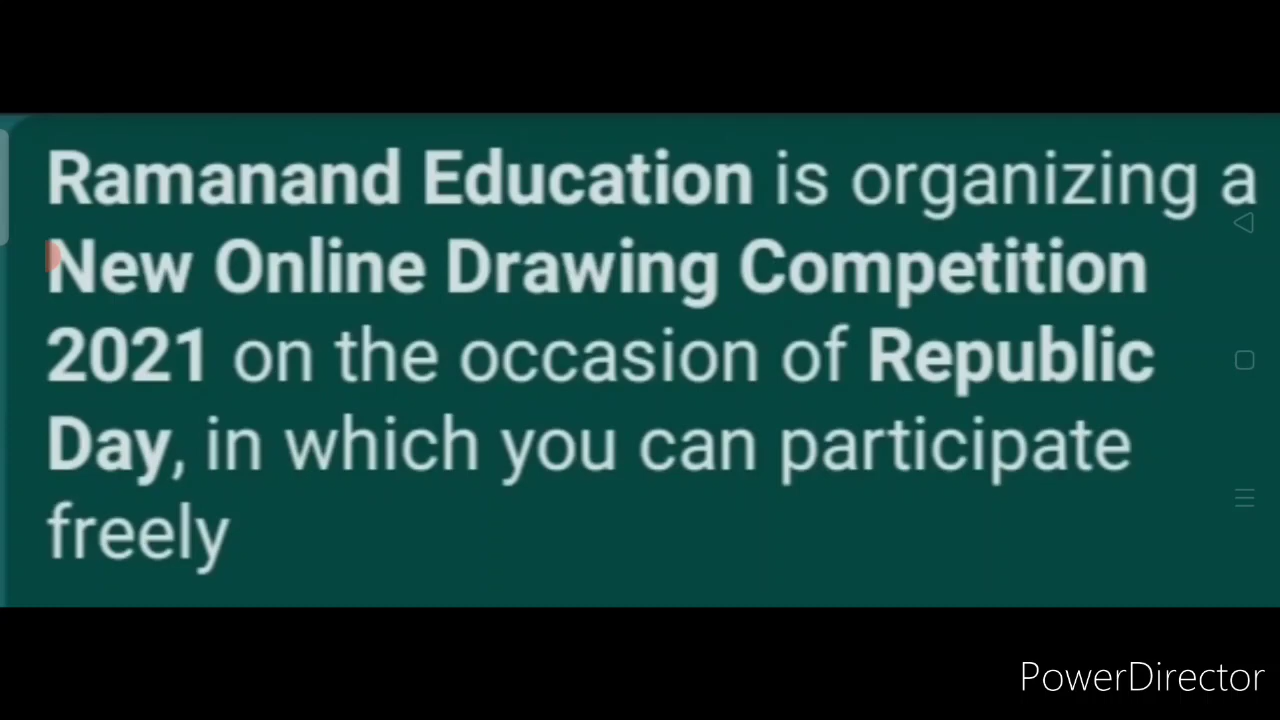 Ramanand Education is organizing a
New Online Drawing Competition
2021 on the occasion of Republic
Day, in which you can participate
freely
PowerDirector